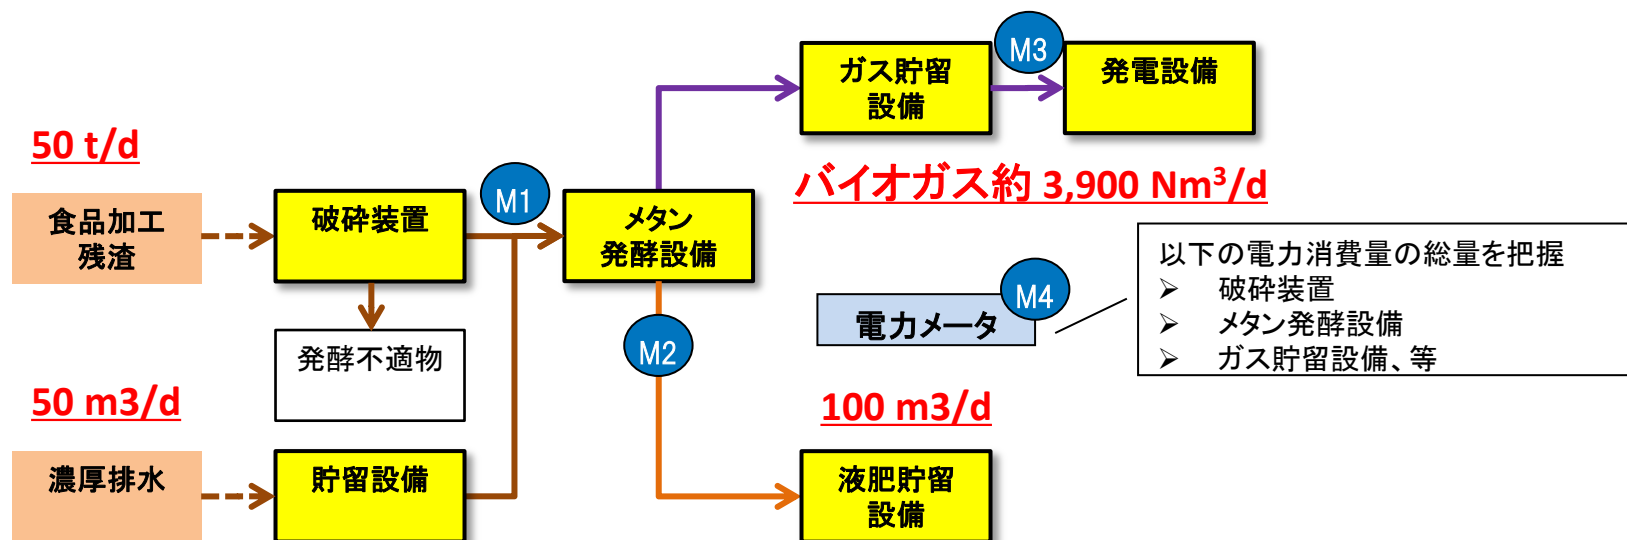 ガス貯留
設備
M3
発電設備
50 t/d
バイオガス約 3,900 Nm³/d
食品加工
残渣
破砕装置
M1
メタン
発酵設備
以下の電力消費量の総量を把握
➢ 破砕装置
➢ メタン発酵設備
➢ ガス貯留設備、等
M4
電力メータ
発酵不適物
M2
50 m3/d
100 m3/d
濃厚排水
貯留設備
液肥貯留
設備